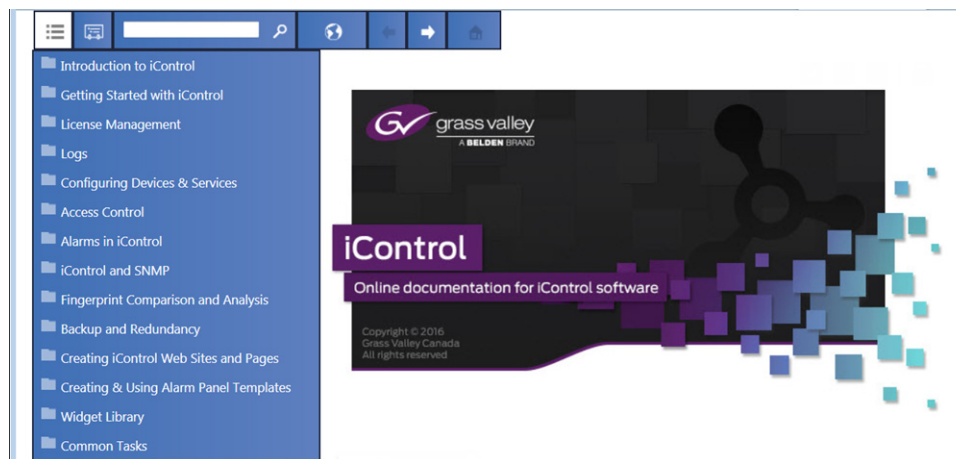 Introduction to iControl
Getting Started with iControl
License Management
Logs
Configuring Devices & Services
Access Control
Alarms in iControl
iControl and SNMP
Fingerprint Comparison and Analysis
Backup and Redundancy
Creating iControl Web Sites and Pages
Creating & Using Alarm Panel Templates
Widget Library
Common Tasks
GV
grass valley
A BELDEN BRAND
iControl
Online documentation for iControl software
Copyright © 2016
Grass Valley Canada
All rights reserved